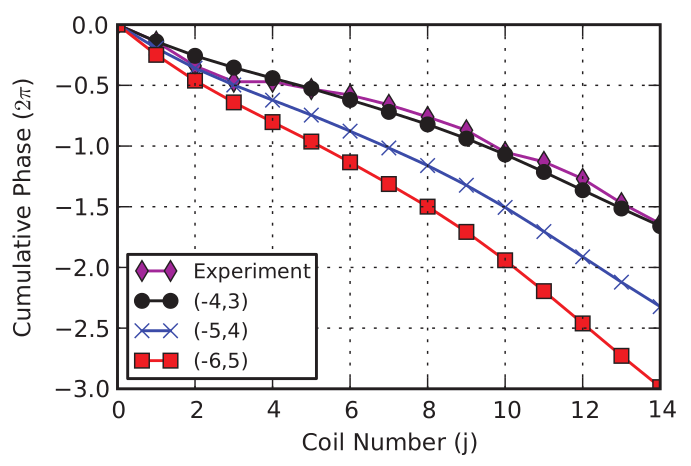 0.0
−0.5
−1.0
−1.5
−2.0
−2.5
−3.0
Cumulative Phase (2π)
Experiment
(-4,3)
(-5,4)
(-6,5)
0 2 4 6 8 10 12 14
Coil Number (j)